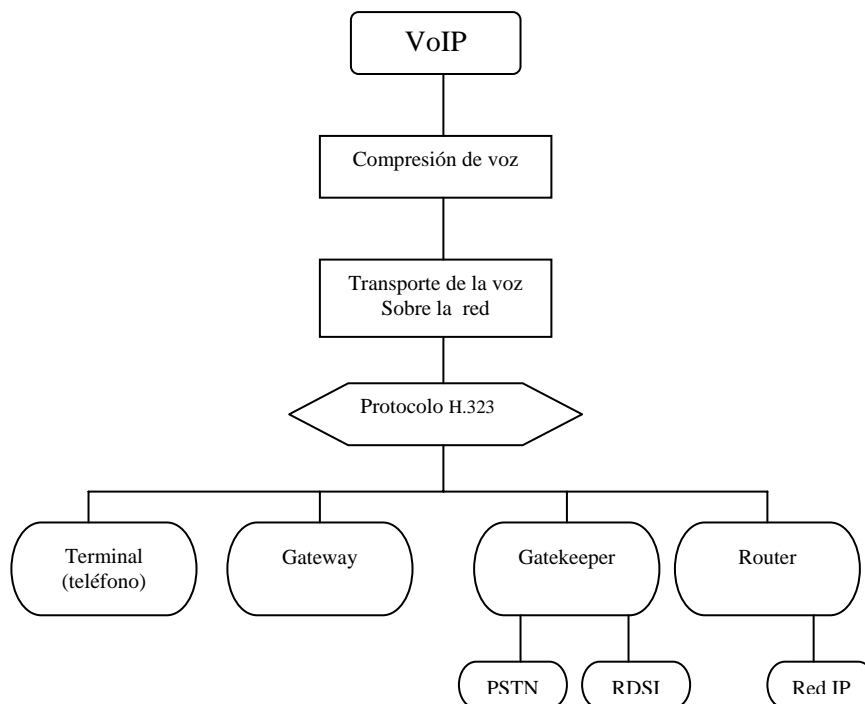 VoIP
Compresión de voz
Transporte de la voz
Sobre la red
Protocolo H.323
Terminal
(teléfono)
Gateway
Gatekeeper
Router
PSTN
RDSI
Red IP